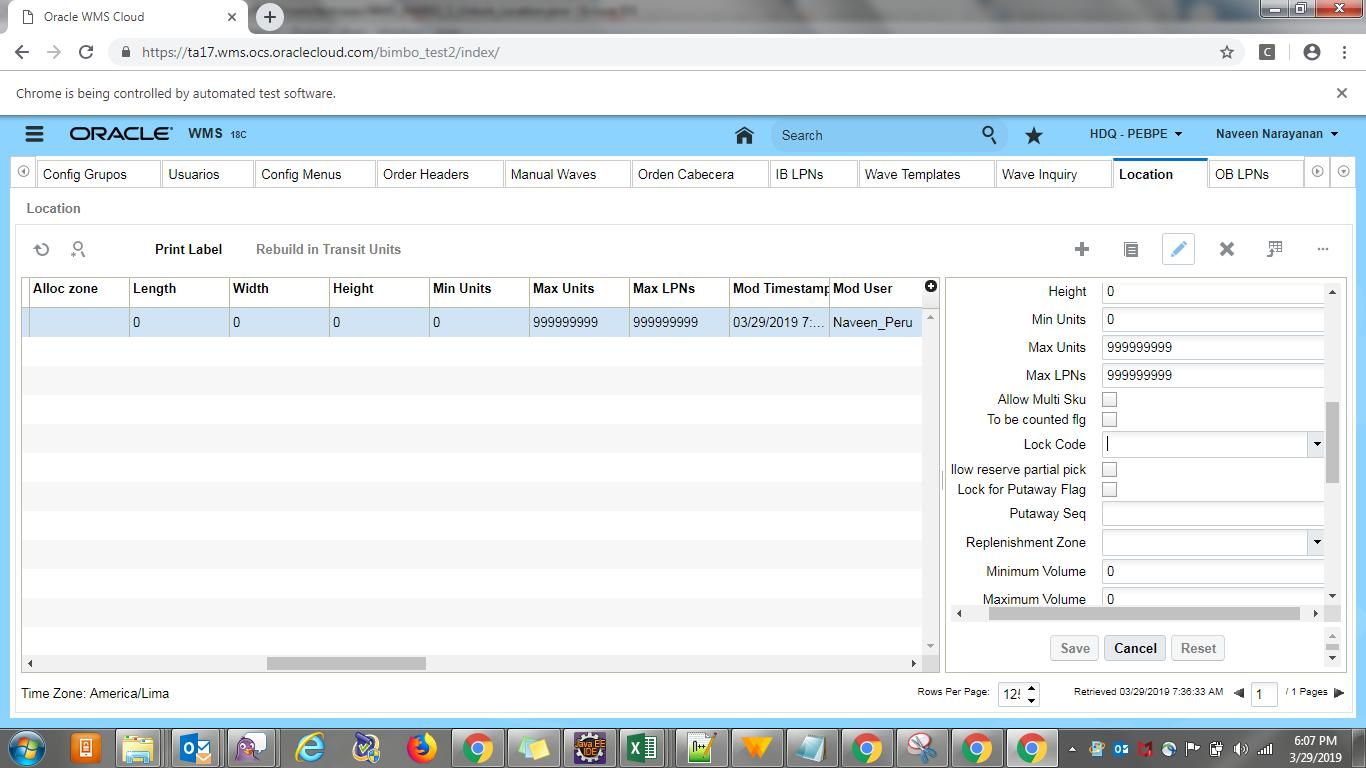 Oracle WMS Cloud
https://ta17.wms.ocs.oraclecloud.com/bimbo_test2/index/
C
Chrome is being controlled by automated test software.
ORACLE WMS 18C
Search
HDQ - PEBPE
Naveen Narayanan
Config Grupos Usuarios Config Menus Order Headers Manual Waves Orden Cabecera IB LPNs Wave Templates Wave Inquiry Location OB LPNs
Location
Print Label Rebuild in Transit Units
Alloc zone Length Width Height Min Units Max Units Max LPNs Mod Timestamp Mod User
0 0 0 0 999999999 999999999 03/29/2019 7:... Naveen_Peru
Height 0
Min Units 0
Max Units 999999999
Max LPNs 999999999
Allow Multi Sku
To be counted flg
Lock Code
llow reserve partial pick
Lock for Putaway Flag
Putaway Seq
Replenishment Zone
Minimum Volume 0
Maximum Volume 0
Save Cancel Reset
Time Zone: America/Lima
Rows Per Page: 125
Retrieved 03/29/2019 7:36:33 AM
1 / 1 Pages
Java EE
IDE
6:07 PM
3/29/2019